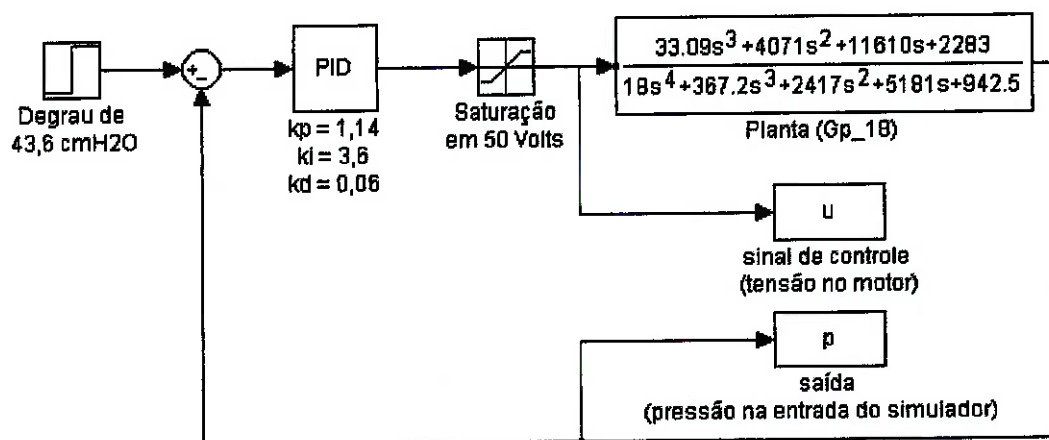 Degrau de
43,6 cmH2O
+
-
PID
kp = 1,14
ki = 3,6
kd = 0,06
Saturação
em 50 Volts
33.09s³+4071s²+11610s+2283
18s⁴+367.2s³+2417s²+5181s+942.5
Planta (Gp_18)
u
sinal de controle
(tensão no motor)
p
saída
(pressão na entrada do simulador)